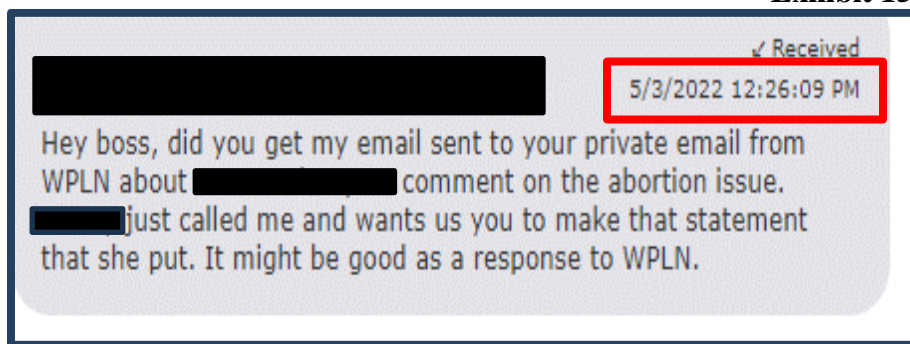 Received
5/3/2022 12:26:09 PM
Hey boss, did you get my email sent to your private email from
WPLN about comment on the abortion issue.
just called me and wants us you to make that statement
that she put. It might be good as a response to WPLN.